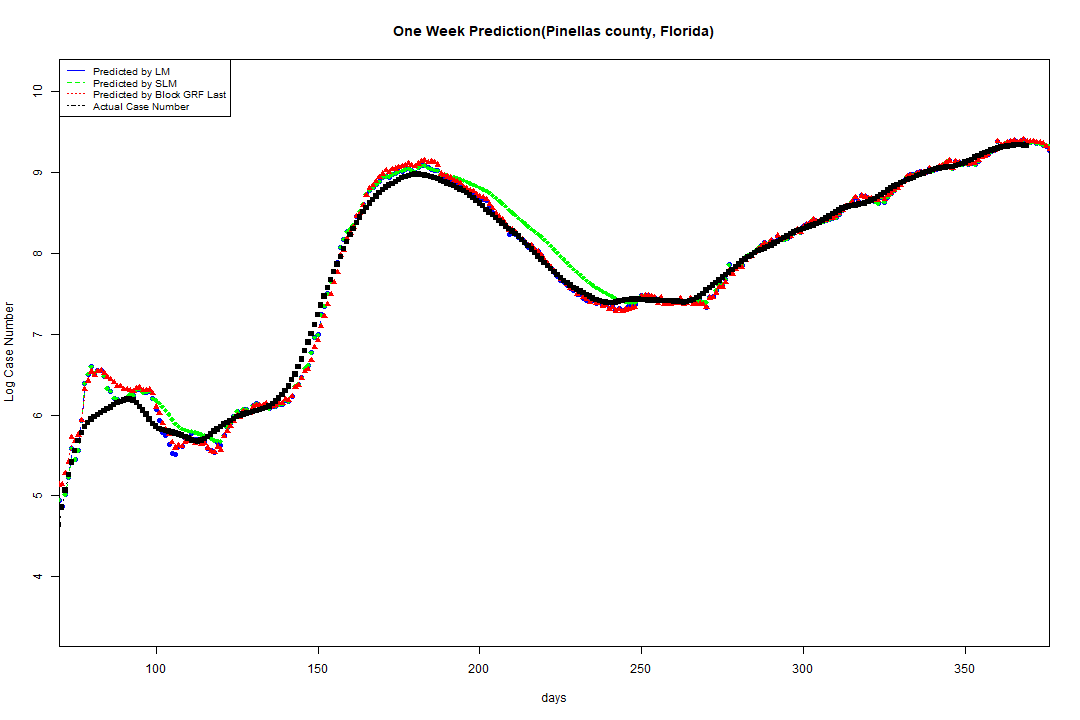 One Week Prediction(Pinellas county, Florida)
Predicted by LM
Predicted by SLM
Predicted by Block GRF Last
Actual Case Number
10
9
8
7
6
5
4
Log Case Number
100 150 200 250 300 350
days